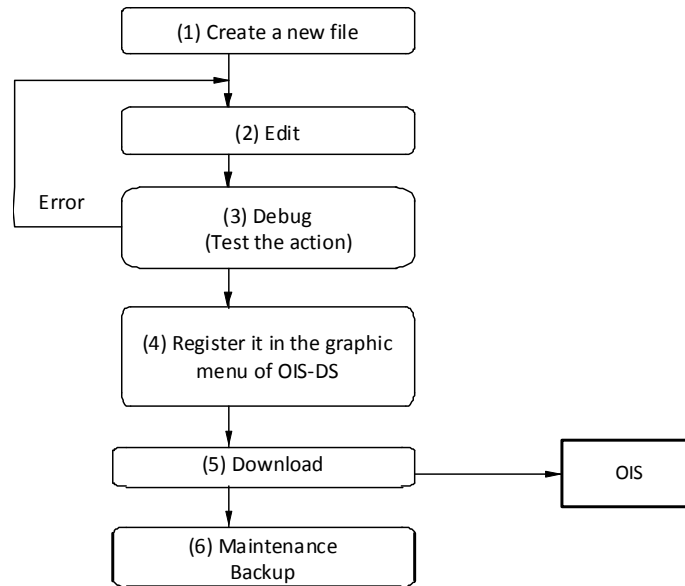 (1) Create a new file
(2) Edit
Error
(3) Debug
(Test the action)
(4) Register it in the graphic
menu of OIS-DS
(5) Download
OIS
(6) Maintenance
Backup